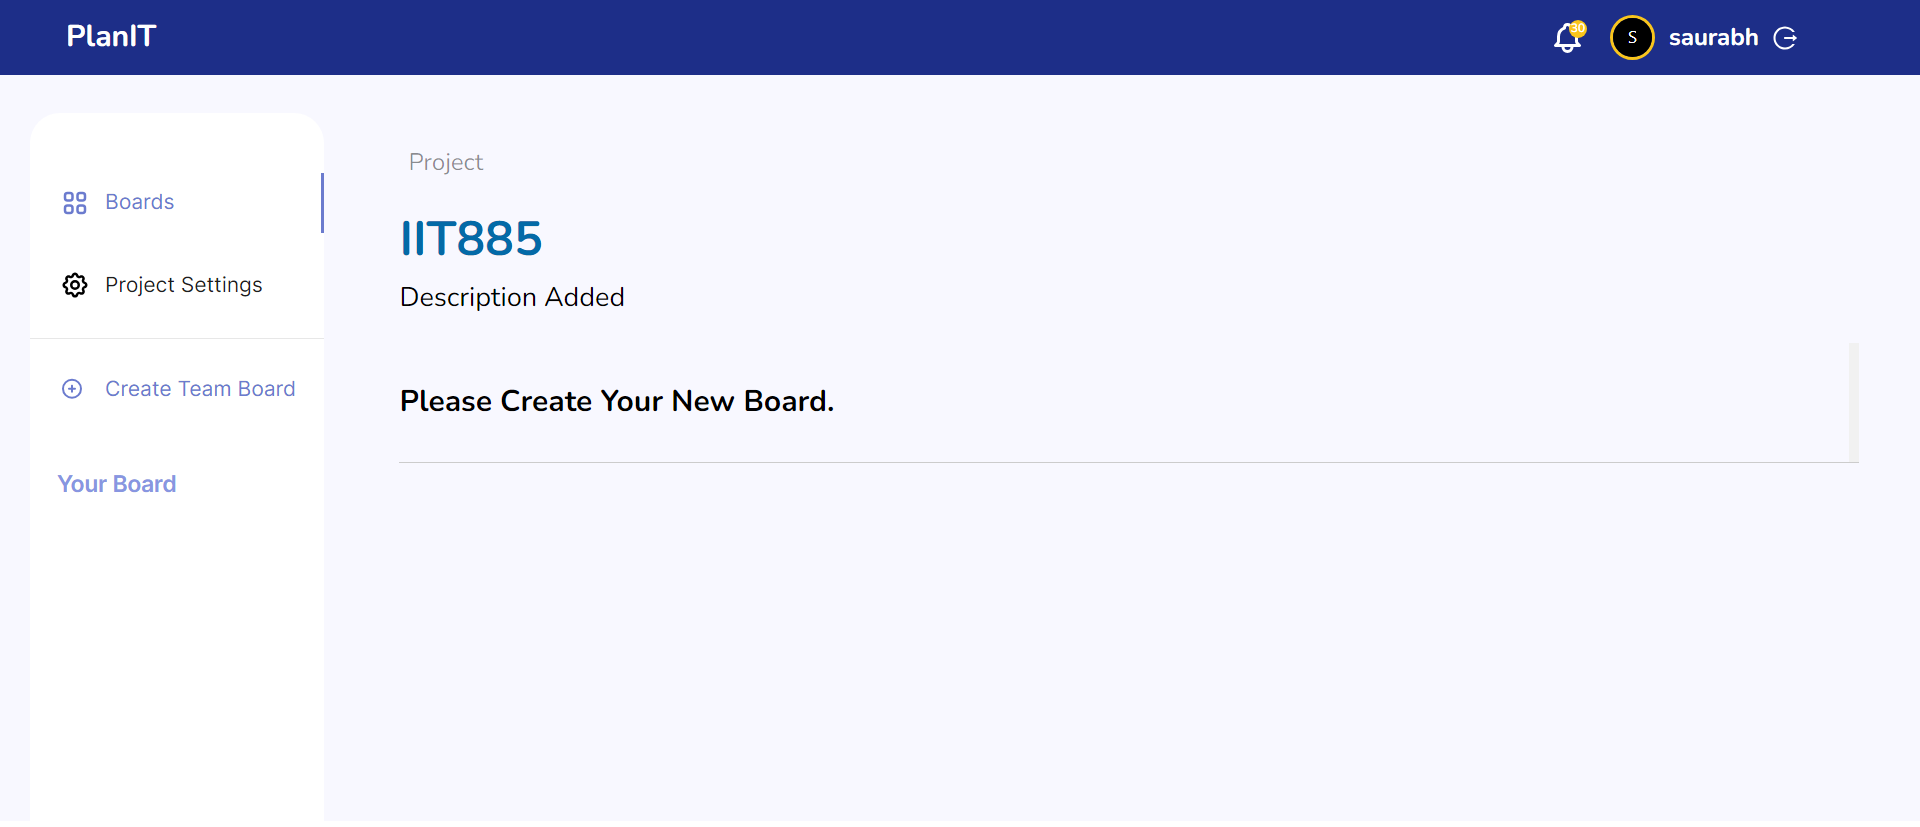 PlanIT
30
S
saurabh
Boards
Project Settings
Create Team Board
Your Board
Project
IIT885
Description Added
Please Create Your New Board.